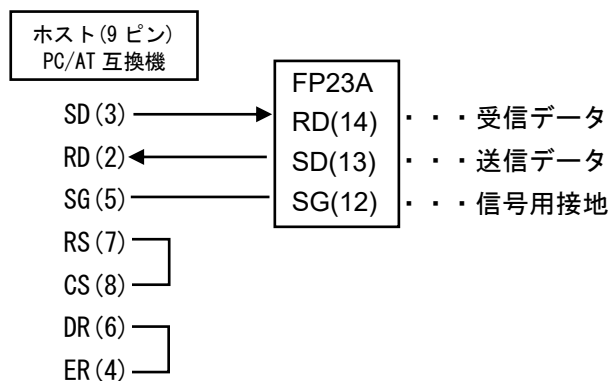 ホスト(9 ピン)
PC/AT 互換機
FP23A
SD(3) RD(14) ・・・受信データ
RD(2) SD(13) ・・・送信データ
SG(5) SG(12) ・・・信号用接地
RS(7)
CS(8)
DR(6)
ER(4)